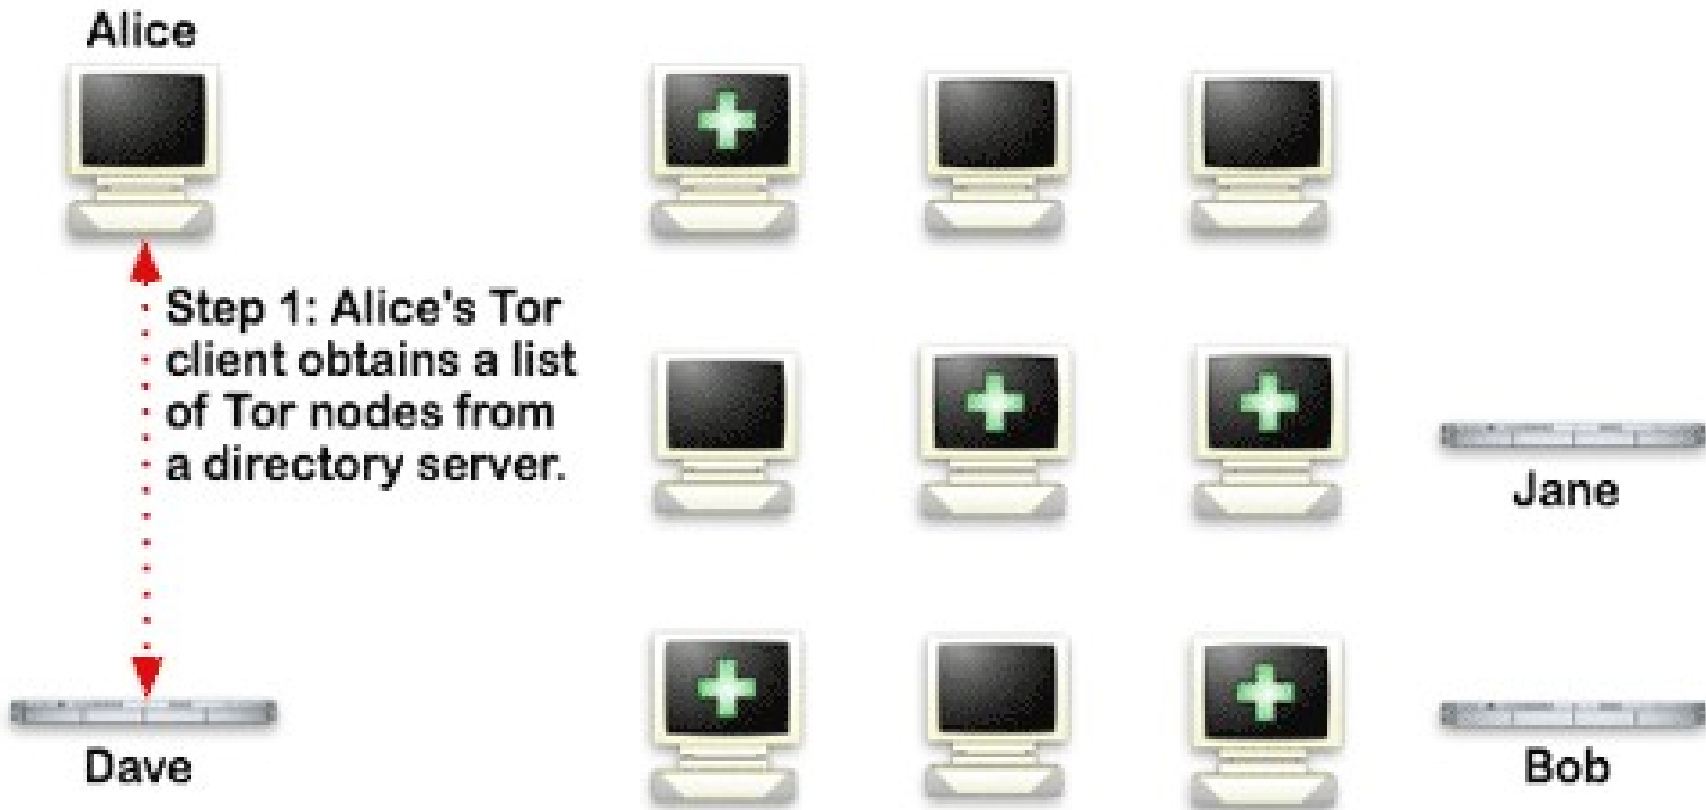 Alice
Step 1: Alice's Tor
client obtains a list
of Tor nodes from
a directory server.
Jane
Dave
Bob